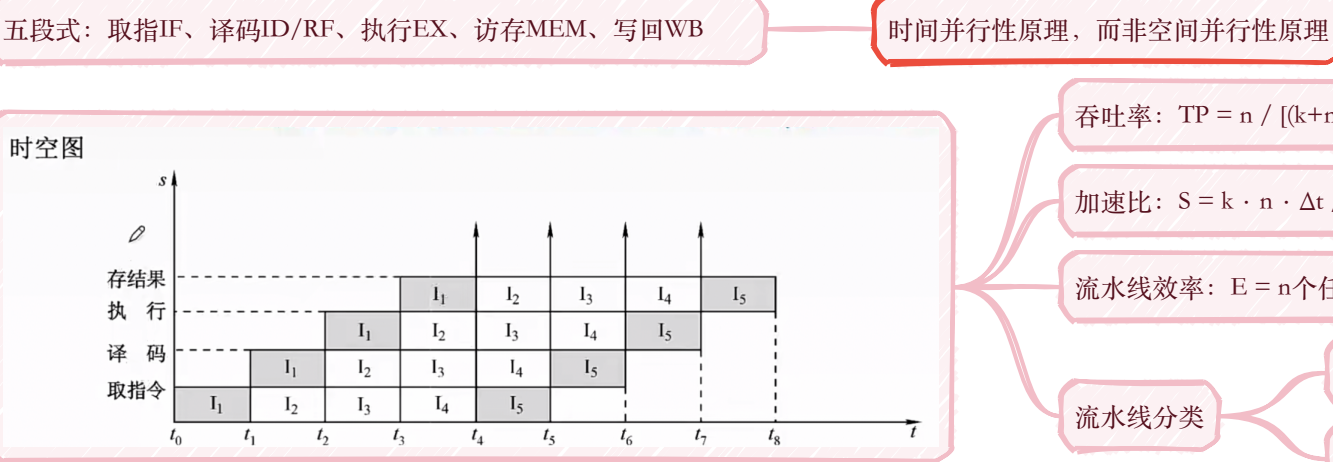 五段式：取指IF、译码ID/RF、执行EX、访存MEM、写回WB
时间并行性原理，而非空间并行性原理
时空图
s
存结果
I₁ I₂ I₃ I₄ I₅
执 行
I₁ I₂ I₃ I₄ I₅
译 码
I₁ I₂ I₃ I₄ I₅
取指令
I₁ I₂ I₃ I₄ I₅
t₀ t₁ t₂ t₃ t₄ t₅ t₆ t₇ t₈ t
吞吐率：TP = n / [(k+
加速比：S = k · n · Δt
流水线效率：E = n个
流水线分类